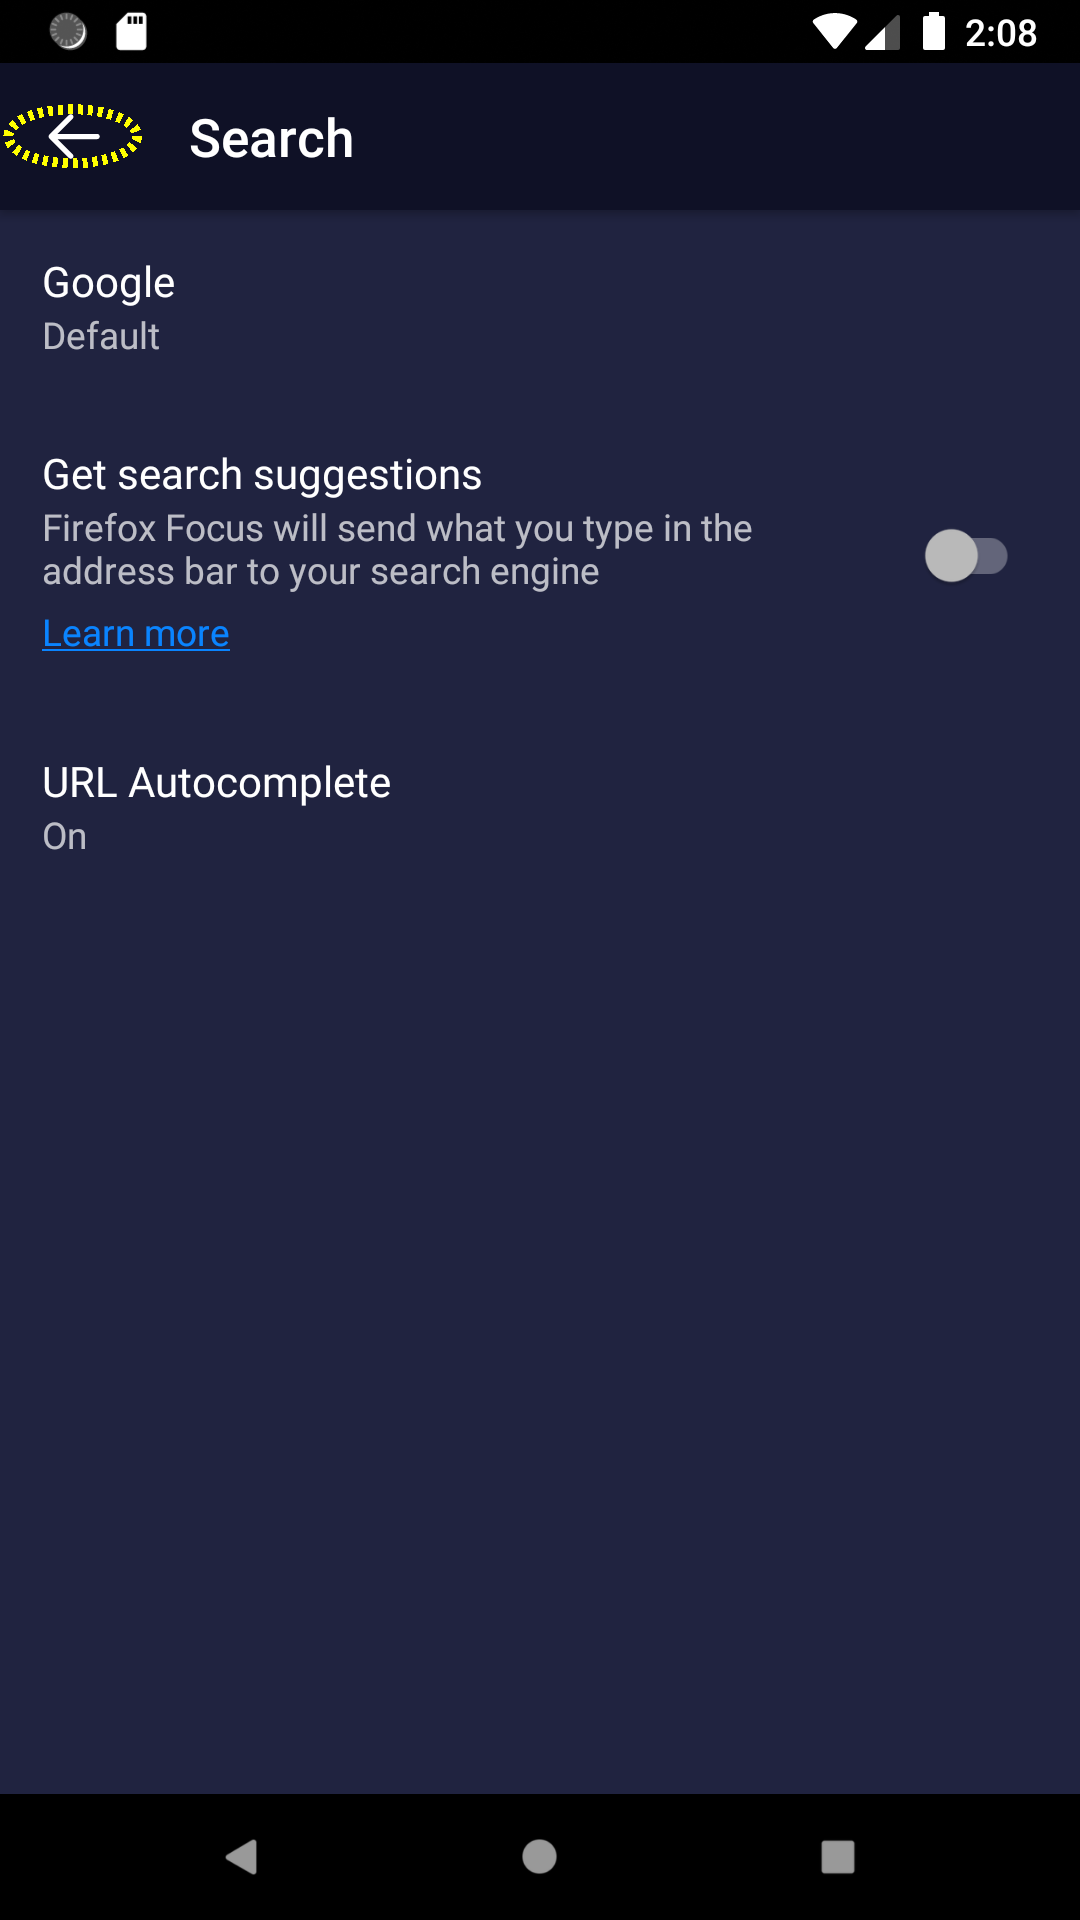 2:08
Search
Google
Default
Get search suggestions
Firefox Focus will send what you type in the
address bar to your search engine
Learn more
URL Autocomplete
On